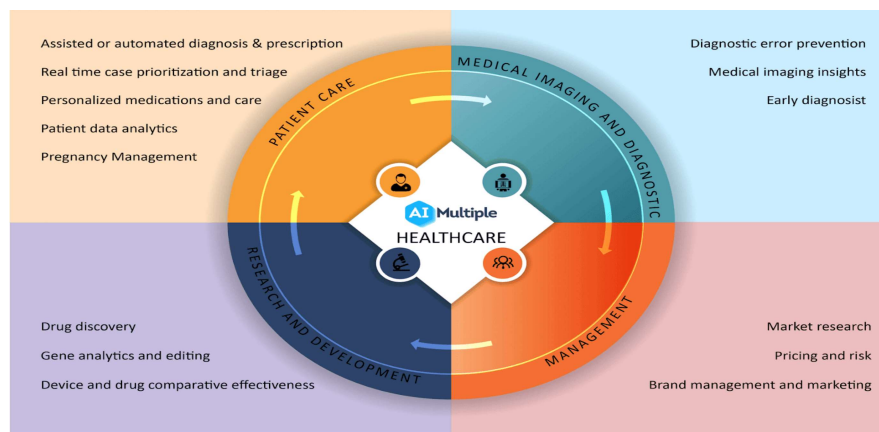 Assisted or automated diagnosis & prescription
Real time case prioritization and triage
Personalized medications and care
Patient data analytics
Pregnancy Management
PATIENT CARE
MEDICAL IMAGING AND DIAGNOSTIC
Diagnostic error prevention
Medical imaging insights
Early diagnosist
AI Multiple
HEALTHCARE
RESEARCH AND DEVELOPMENT
MANAGEMENT
Drug discovery
Gene analytics and editing
Device and drug comparative effectiveness
Market research
Pricing and risk
Brand management and marketing